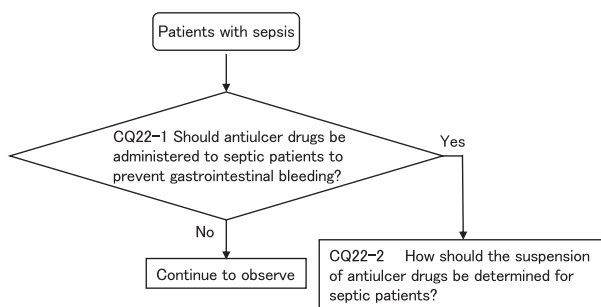 Patients with sepsis
CQ22-1 Should antiulcer drugs be
administered to septic patients to
prevent gastrointestinal bleeding?
Yes
No
Continue to observe
CQ22-2 How should the suspension
of antiulcer drugs be determined for
septic patients?